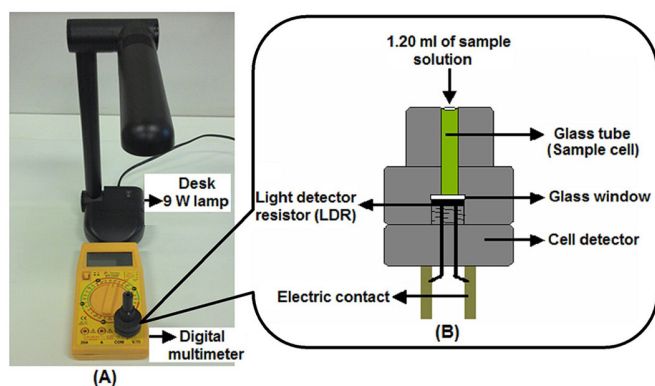 1.20 ml of sample
solution
Glass tube
(Sample cell)
Desk
9 W lamp
Light detector
resistor (LDR)
Glass window
Cell detector
Electric contact
Digital
multimeter
(A)
(B)